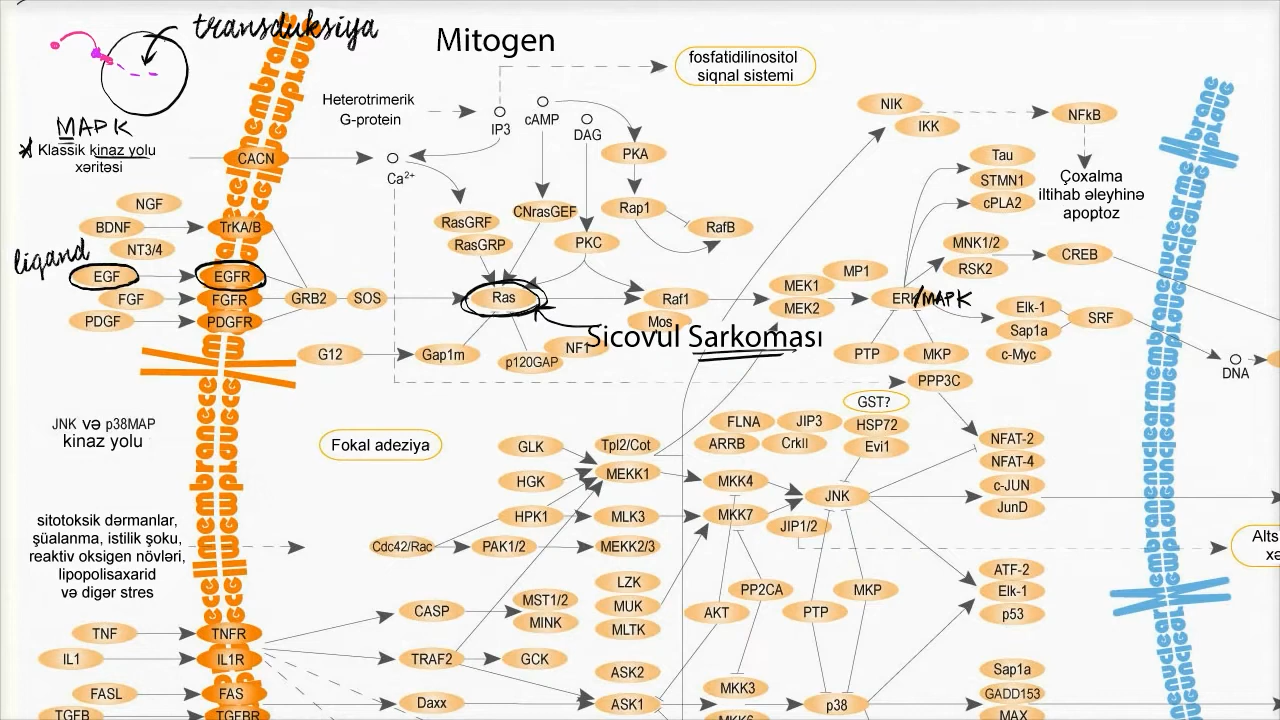 transduksiya
Mitogen
fosfatidilinositol
siqnal sistemi
MAPK
Klassik kinaz yolu
xəritəsi
Heterotrimerik
G-protein
IP3
cAMP
DAG
Ca²⁺
CACN
PKA
NIK
IKK
NFkB
Çoxalma
iltihab əleyhinə
apoptoz
Tau
STMN1
cPLA2
NGF
BDNF
NT3/4
TrKA/B
RasGRF
RasGRP
CNrasGEF
Rap1
RafB
PKC
MNK1/2
RSK2
CREB
ligand
EGF
EGFR
FGF
FGFR
PDGF
PDGFR
GRB2
SOS
Ras
Raf1
Mos
MEK1
MEK2
MP1
ERK/MAPK
Elk-1
Sap1a
c-Myc
SRF
DNA
Sicovul Sarkoması
G12
Gap1m
p120GAP
NF1
PTP
MKP
PPP3C
JNK və p38MAP
kinaz yolu
Fokal adeziya
GLK
HGK
HPK1
Cdc42/Rac
PAK1/2
Tpl2/Cot
MEKK1
MLK3
MEKK2/3
LZK
MUK
MLTK
FLNA
JIP3
ARRB
CrkII
GST?
HSP72
Evi1
MKK4
MKK7
JNK
JIP1/2
NFAT-2
NFAT-4
c-JUN
JunD
Alts
xə
sitotoksik dərmanlar,
şüalanma, istilik şoku,
reaktiv oksigen növləri,
lipopolisaxarid
və digər stres
CASP
MST1/2
MINK
PP2CA
AKT
PTP
MKP
ATF-2
Elk-1
p53
TNF
TNFR
IL1
IL1R
TRAF2
GCK
FASL
FAS
Daxx
ASK2
ASK1
MKK3
MKK6
p38
Sap1a
GADD153
MAX
TGFB
TGFBR